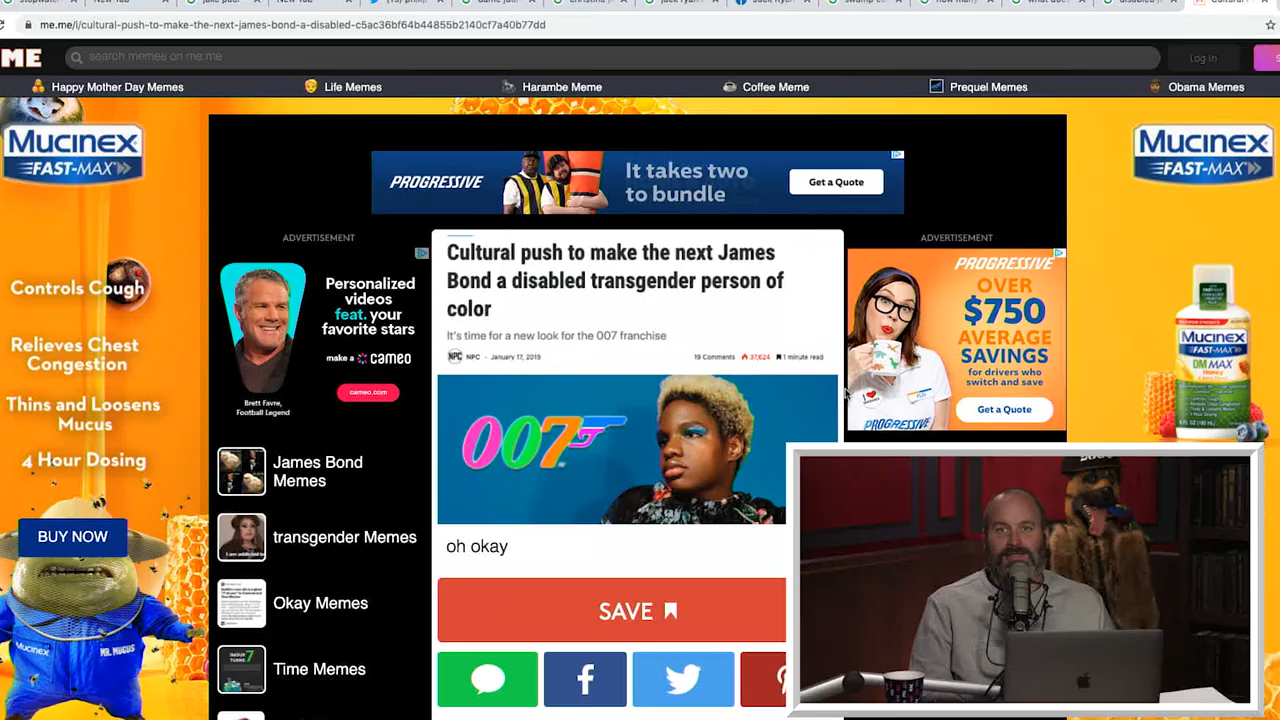 me.me/i/cultural-push-to-make-the-next-james-bond-a-disabled-c5ac36bf64b44855b2140cf7a40b77dd
ME
search memes on me.me
Log in
Happy Mother Day Memes
Life Memes
Harambe Meme
Coffee Meme
Prequel Memes
Obama Memes
Mucinex
FAST-MAX
Controls Cough
Relieves Chest
Congestion
Thins and Loosens
Mucus
4 Hour Dosing
BUY NOW
Mucinex
MR. MUCUS
PROGRESSIVE
It takes two
to bundle
Get a Quote
ADVERTISEMENT
Personalized
videos
feat. your
favorite stars
make a cameo
cameo.com
Brett Favre,
Football Legend
James Bond
Memes
transgender Memes
Okay Memes
Time Memes
Cultural push to make the next James
Bond a disabled transgender person of
color
It's time for a new look for the 007 franchise
NPC NPC - January 17, 2019
19 Comments 37,624 1 minute read
007
oh okay
SAVE
ADVERTISEMENT
PROGRESSIVE
OVER
$750
AVERAGE
SAVINGS
for drivers who
switch and save
Get a Quote
PROGRESSIVE
Mucinex
FAST-MAX
Mucinex
DM MAX